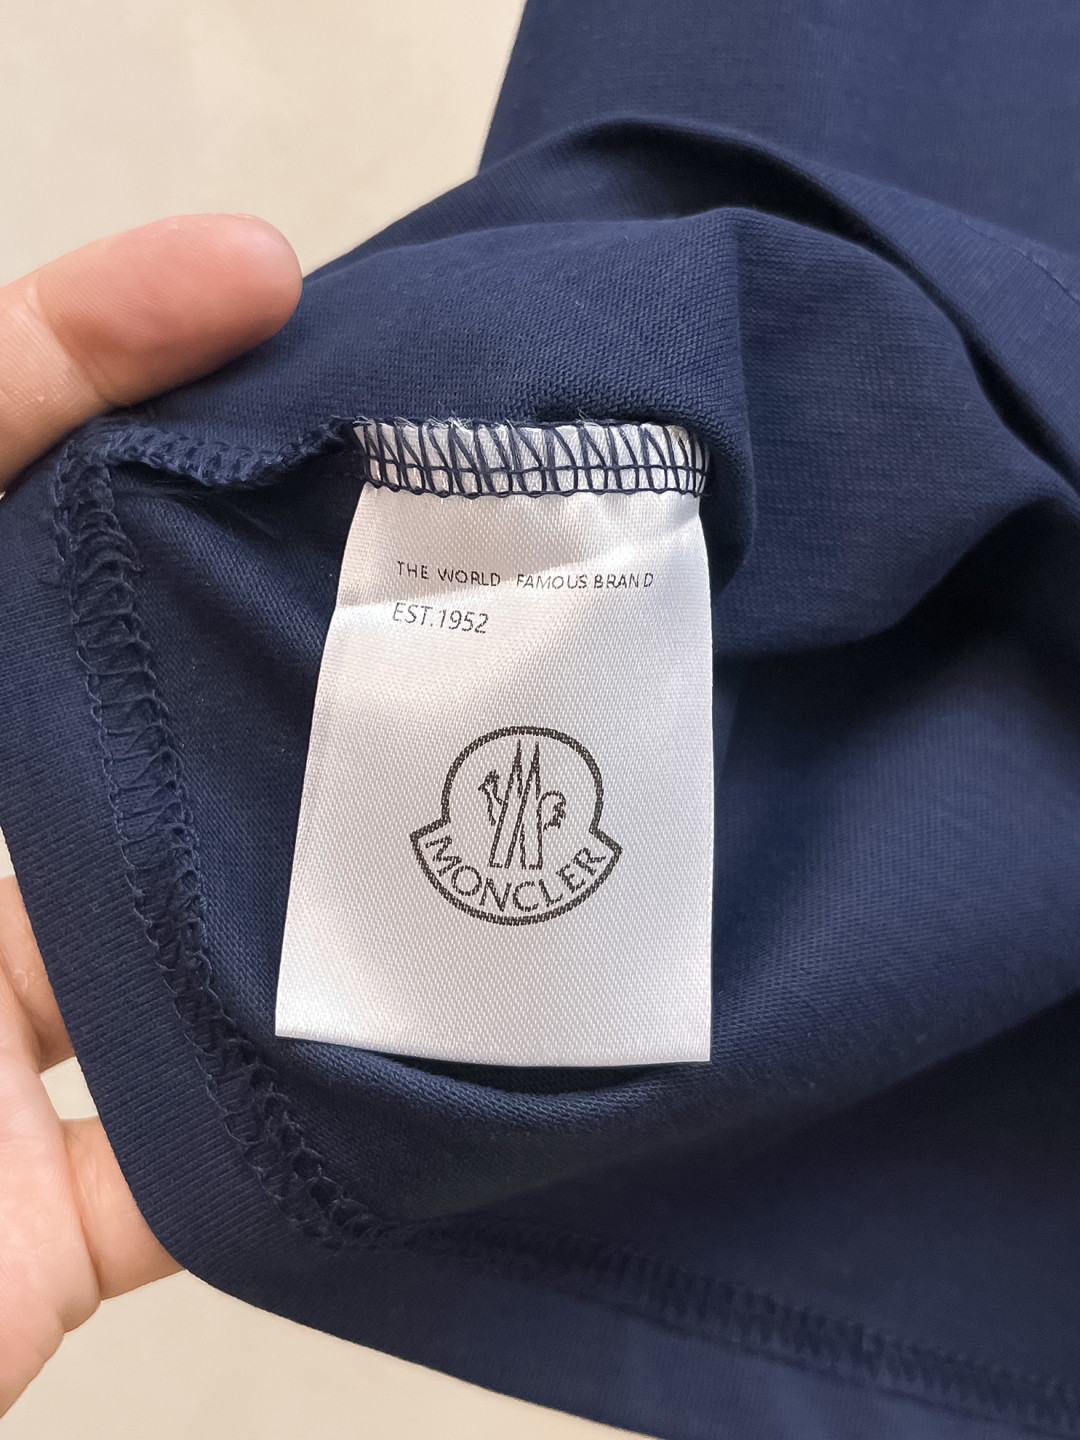 THE WORLD FAMOUS BRAND
EST.1952
MONCLER